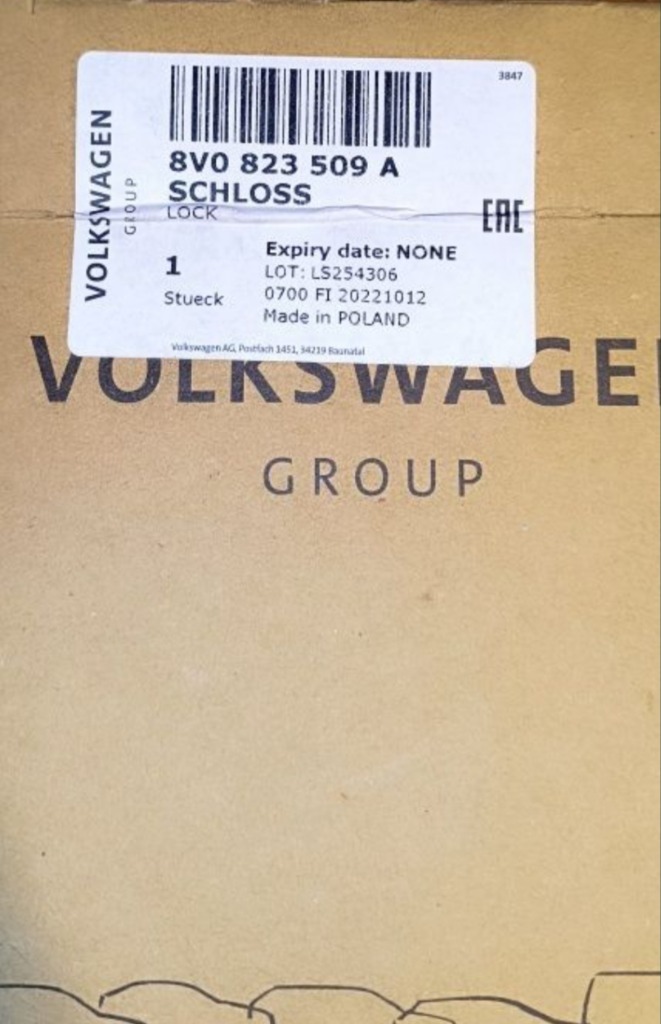 3847
VOLKSWAGEN
GROUP
8V0 823 509 A
SCHLOSS
LOCK
EAC
1
Stueck
Expiry date: NONE
LOT: LS254306
0700 FI 20221012
Made in POLAND
Volkswagen AG, Postfach 1451, 34219 Baunatal
VOLKSWAGE
GROUP